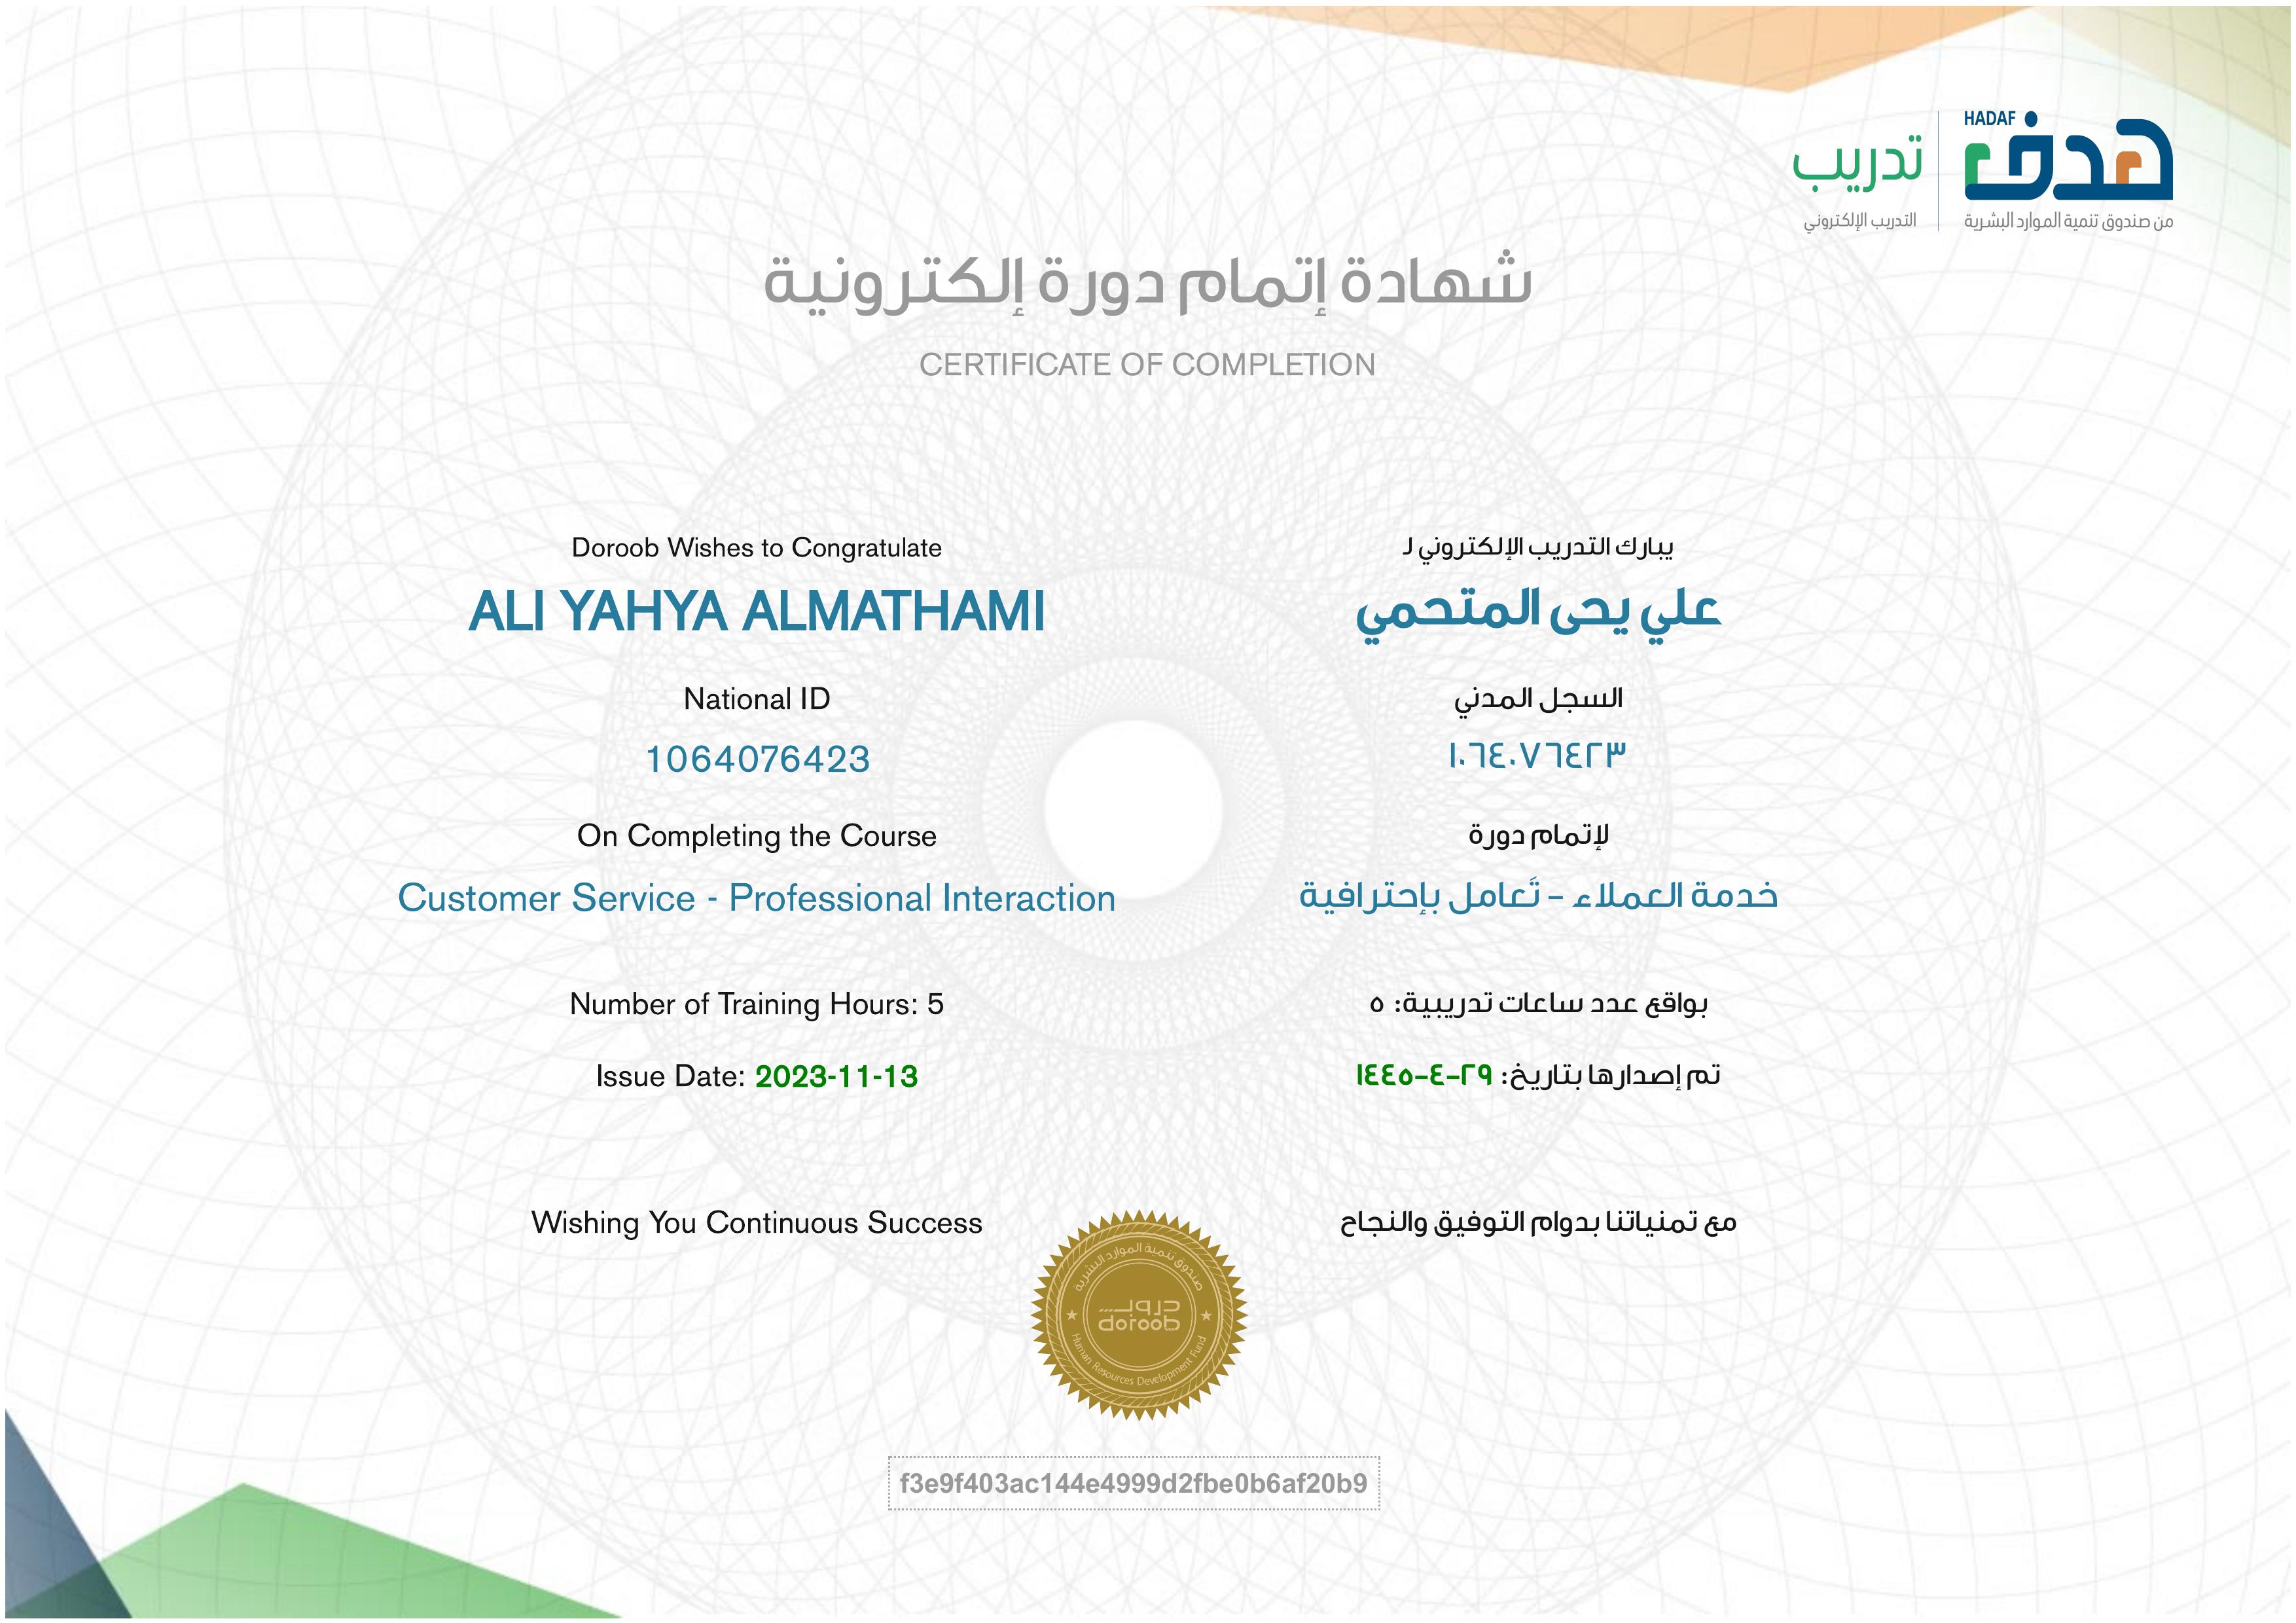 HADAF
هدف
تدريب
من صندوق تنمية الموارد البشرية
التدريب الإلكتروني
شهادة إتمام دورة إلكترونية
CERTIFICATE OF COMPLETION
يبارك التدريب الإلكتروني لـ
Doroob Wishes to Congratulate
علي يحى المتحمي
ALI YAHYA ALMATHAMI
السجل المدني
National ID
١٠٦٤٠٧٦٤٢٣
1064076423
لإتمام دورة
On Completing the Course
خدمة العملاء - تَعامل بإحترافية
Customer Service - Professional Interaction
بواقع عدد ساعات تدريبية: ٥
Number of Training Hours: 5
تم إصدارها بتاريخ: ٢٩-٤-١٤٤٥
Issue Date: 2023-11-13
مع تمنياتنا بدوام التوفيق والنجاح
Wishing You Continuous Success
صندوق تنمية الموارد البشرية
دروب
doroob
Human Resources Development Fund
f3e9f403ac144e4999d2fbe0b6af20b9